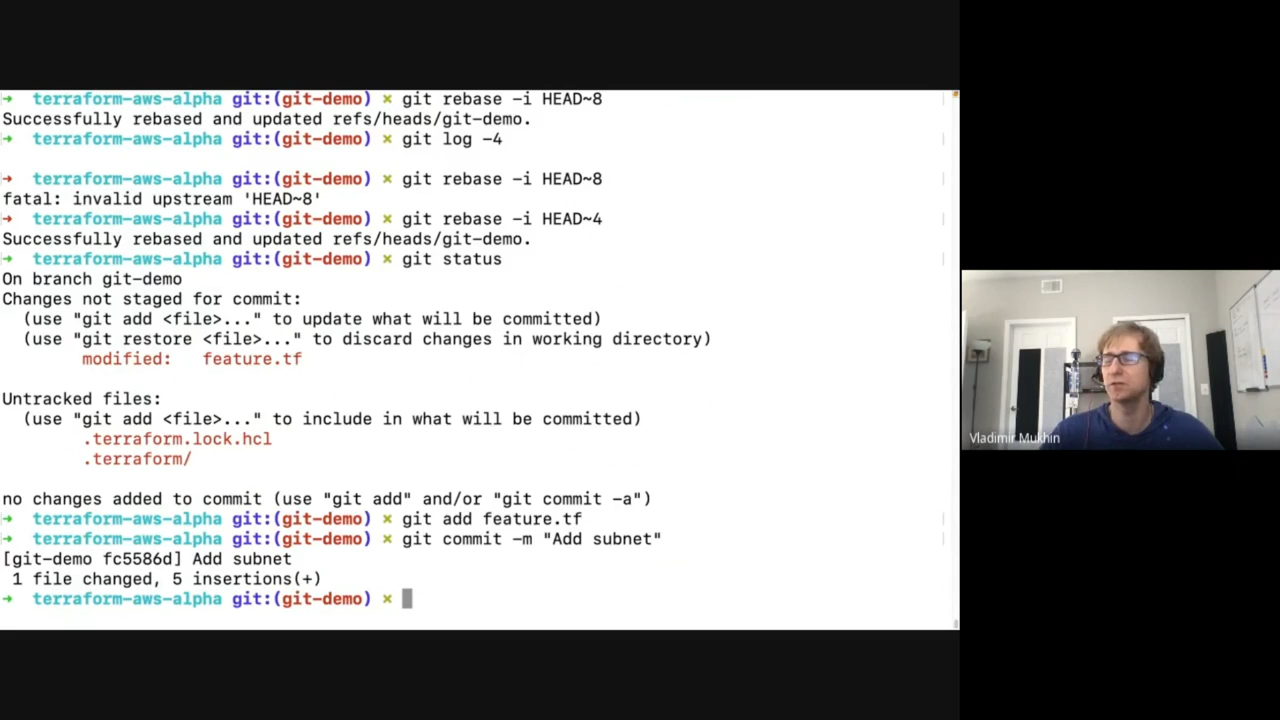 ➜ terraform-aws-alpha git:(git-demo) ✗ git rebase -i HEAD~8
Successfully rebased and updated refs/heads/git-demo.
➜ terraform-aws-alpha git:(git-demo) ✗ git log -4
➜ terraform-aws-alpha git:(git-demo) ✗ git rebase -i HEAD~8
fatal: invalid upstream 'HEAD~8'
➜ terraform-aws-alpha git:(git-demo) ✗ git rebase -i HEAD~4
Successfully rebased and updated refs/heads/git-demo.
➜ terraform-aws-alpha git:(git-demo) ✗ git status
On branch git-demo
Changes not staged for commit:
(use "git add <file>..." to update what will be committed)
(use "git restore <file>..." to discard changes in working directory)
modified: feature.tf
Untracked files:
(use "git add <file>..." to include in what will be committed)
.terraform.lock.hcl
.terraform/
no changes added to commit (use "git add" and/or "git commit -a")
➜ terraform-aws-alpha git:(git-demo) ✗ git add feature.tf
➜ terraform-aws-alpha git:(git-demo) ✗ git commit -m "Add subnet"
[git-demo fc5586d] Add subnet
1 file changed, 5 insertions(+)
➜ terraform-aws-alpha git:(git-demo) ✗
Vladimir Mukhin